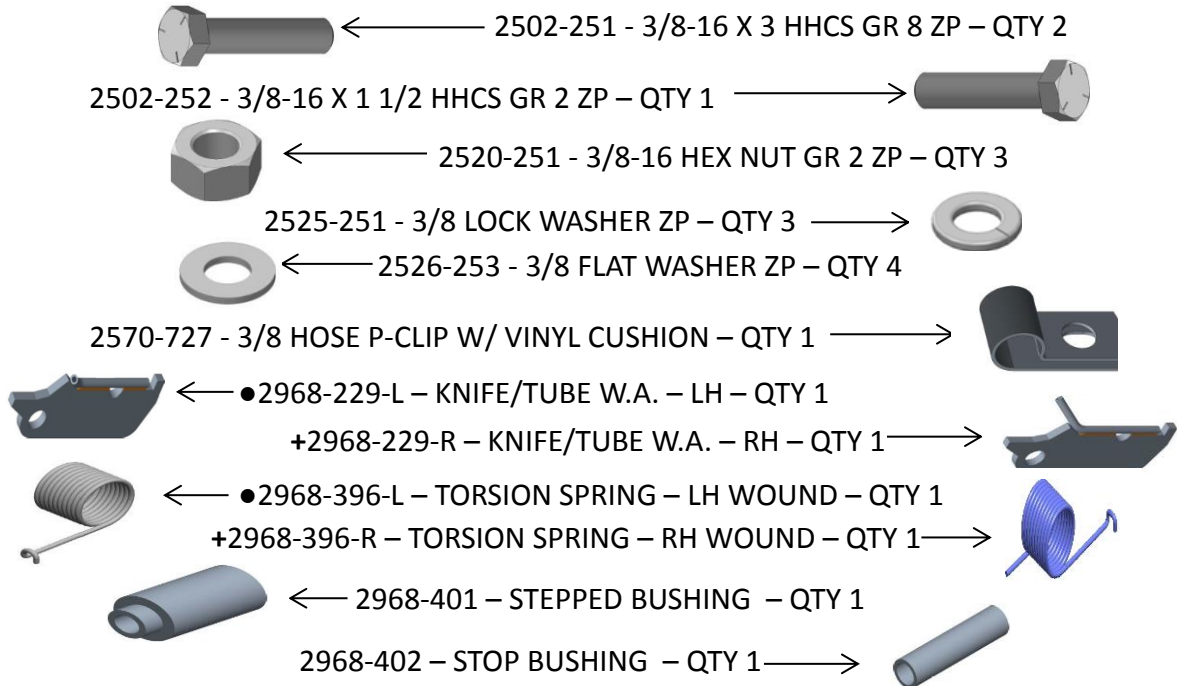 2502-251 - 3/8-16 X 3 HHCS GR 8 ZP – QTY 2
2502-252 - 3/8-16 X 1 1/2 HHCS GR 2 ZP – QTY 1
2520-251 - 3/8-16 HEX NUT GR 2 ZP – QTY 3
2525-251 - 3/8 LOCK WASHER ZP – QTY 3
2526-253 - 3/8 FLAT WASHER ZP – QTY 4
2570-727 - 3/8 HOSE P-CLIP W/ VINYL CUSHION – QTY 1
●2968-229-L – KNIFE/TUBE W.A. – LH – QTY 1
+2968-229-R – KNIFE/TUBE W.A. – RH – QTY 1
●2968-396-L – TORSION SPRING – LH WOUND – QTY 1
+2968-396-R – TORSION SPRING – RH WOUND – QTY 1
2968-401 – STEPPED BUSHING – QTY 1
2968-402 – STOP BUSHING – QTY 1